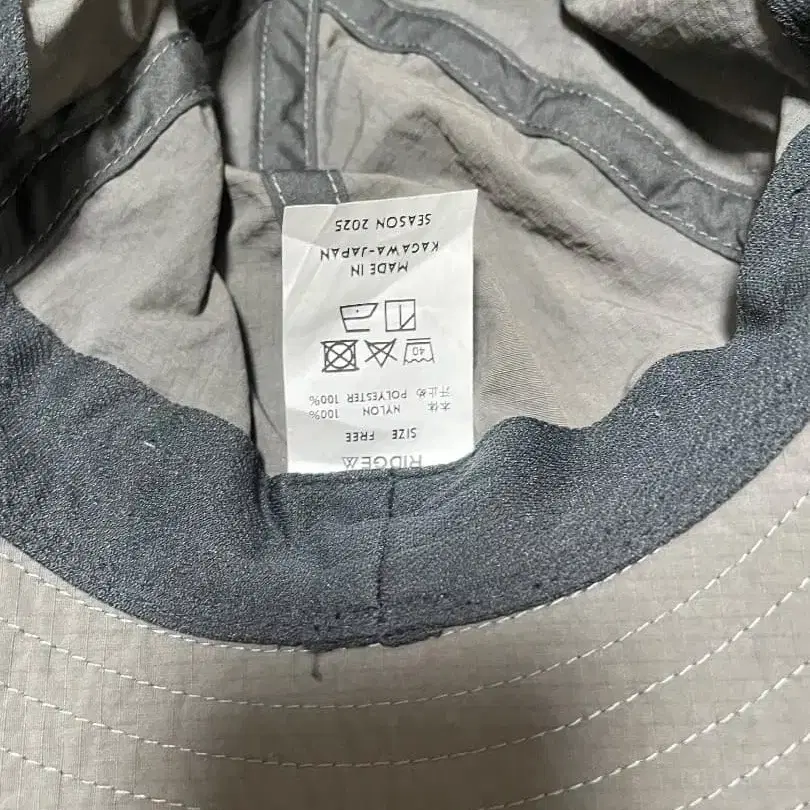 RIDGE
SIZE FREE
本体 NYLON 100%
汗止め POLYESTER 100%
40
MADE IN
KAGAWA-JAPAN
SEASON 2025